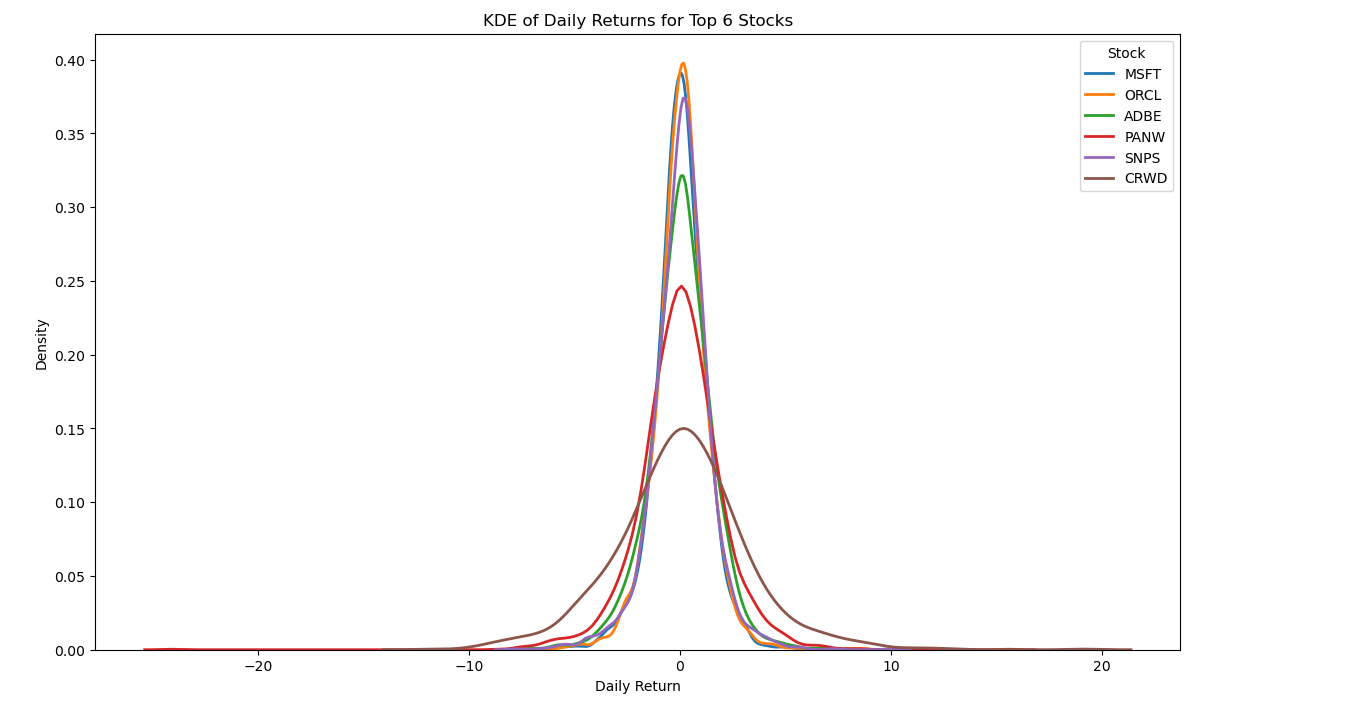 KDE of Daily Returns for Top 6 Stocks
Stock
MSFT
ORCL
ADBE
PANW
SNPS
CRWD
Density
0.40
0.35
0.30
0.25
0.20
0.15
0.10
0.05
0.00
−20
−10
0
10
20
Daily Return